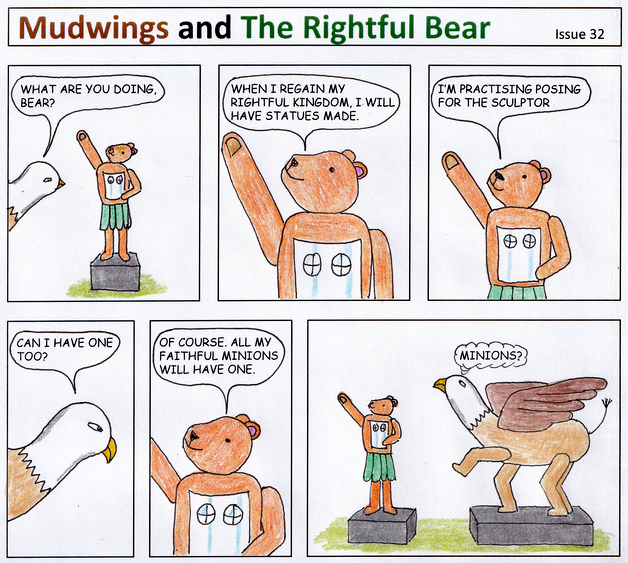 Mudwings and The Rightful Bear
Issue 32
WHAT ARE YOU DOING,
BEAR?
WHEN I REGAIN MY
RIGHTFUL KINGDOM, I WILL
HAVE STATUES MADE.
I'M PRACTISING POSING
FOR THE SCULPTOR
CAN I HAVE ONE
TOO?
OF COURSE. ALL MY
FAITHFUL MINIONS
WILL HAVE ONE.
MINIONS?